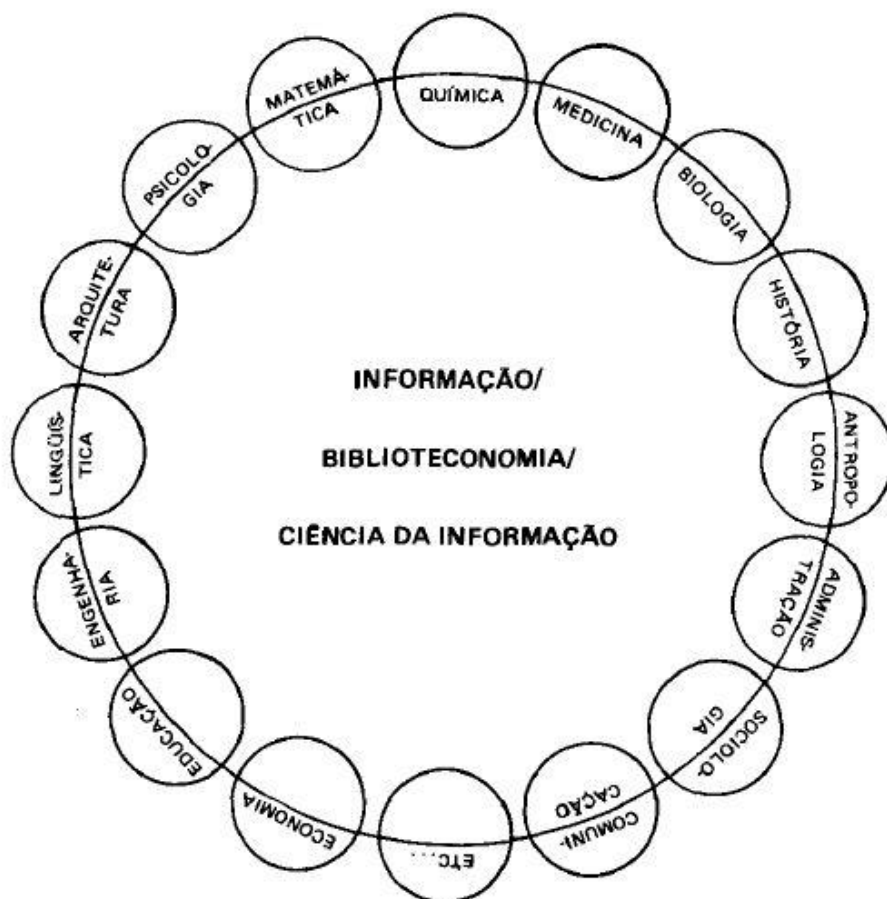 MATEMÁ-
TICA
QUÍMICA
MEDICINA
BIOLOGIA
HISTÓRIA
ANTROPO-
LOGIA
ADMINIS-
TRAÇÃO
SOCIOLO-
GIA
COMUNI-
CAÇÃO
ETC...
ECONOMIA
EDUCAÇÃO
ENGENHA-
RIA
LINGÜÍS-
TICA
ARQUITE-
TURA
PSICOLO-
GIA
INFORMAÇÃO/
BIBLIOTECONOMIA/
CIÊNCIA DA INFORMAÇÃO